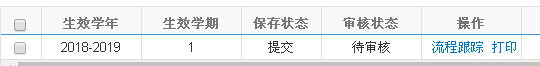 生效学年 生效学期 保存状态 审核状态 操作
2018-2019 1 提交 待审核 流程跟踪 打印